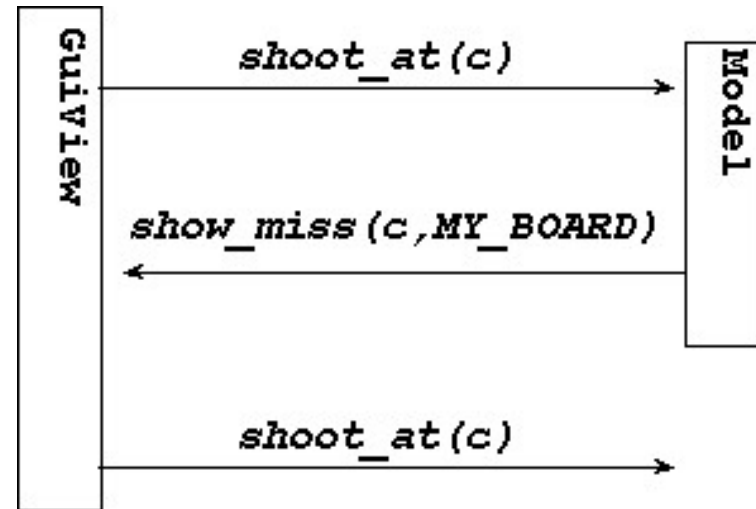 GuiView
shoot_at(c)
Model
show_miss(c,MY_BOARD)
shoot_at(c)